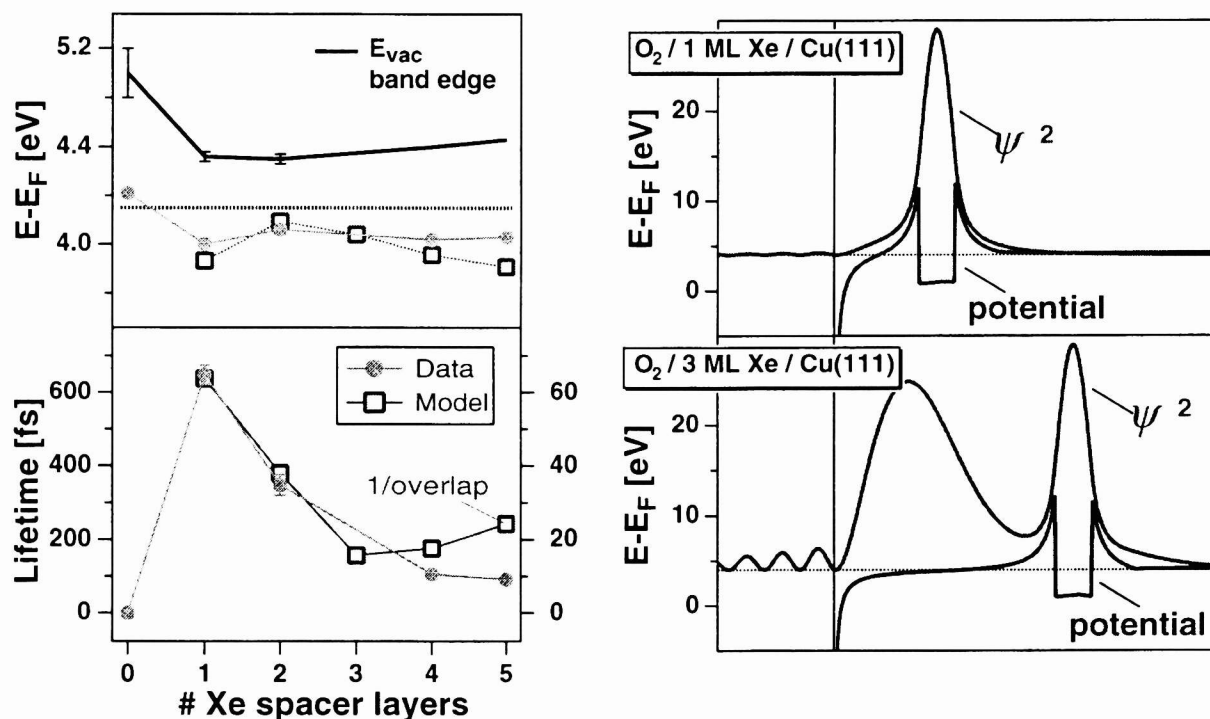 5.2
4.4
4.0
E-E_F [eV]
E_vac
band edge
600
400
200
0
Lifetime [fs]
Data
Model
1/overlap
60
40
20
0
0 1 2 3 4 5
# Xe spacer layers
O₂ / 1 ML Xe / Cu(111)
20
10
0
E-E_F [eV]
ψ ²
potential
O₂ / 3 ML Xe / Cu(111)
20
10
0
E-E_F [eV]
ψ ²
potential